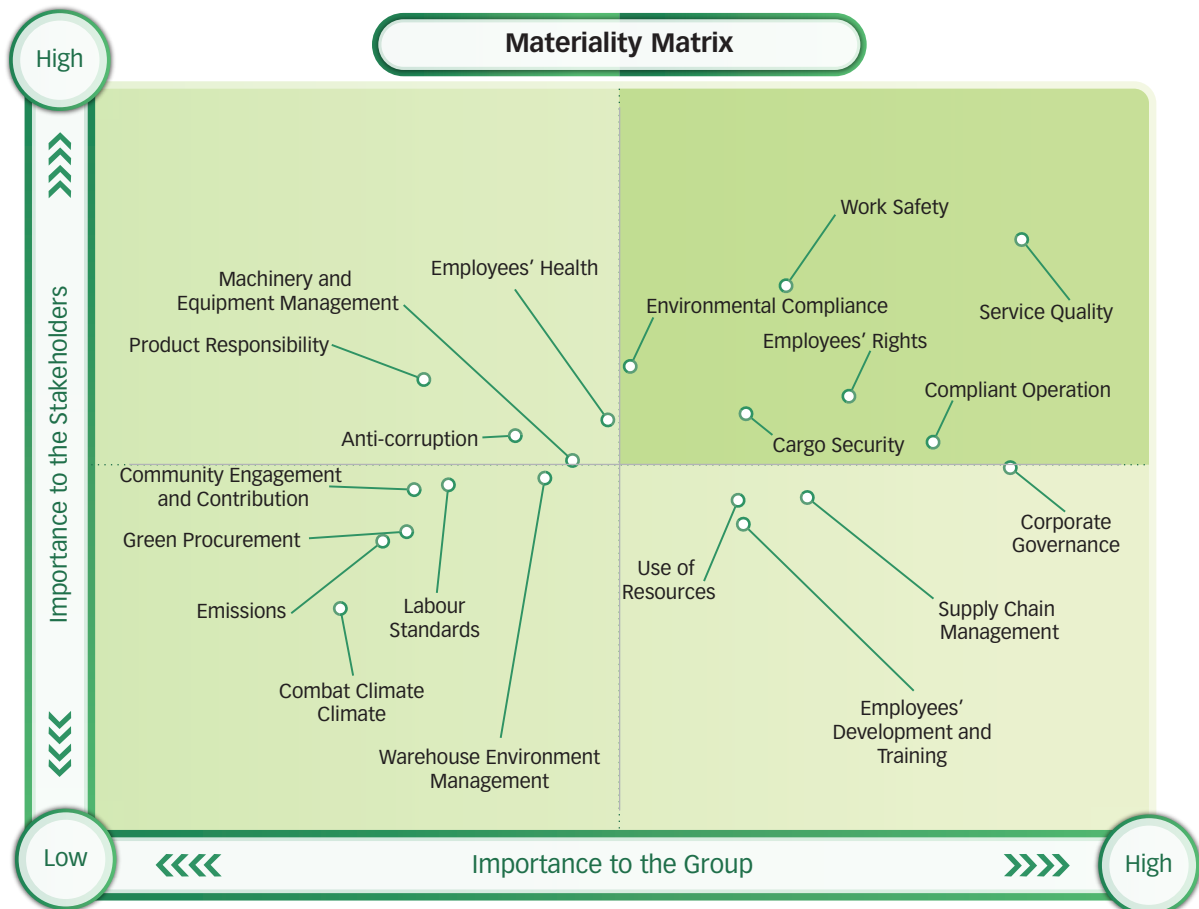 Materiality Matrix
High
Importance to the Stakeholders
Work Safety
Service Quality
Employees’ Health
Machinery and
Equipment Management
Environmental Compliance
Employees’ Rights
Product Responsibility
Compliant Operation
Anti-corruption
Cargo Security
Community Engagement
and Contribution
Corporate
Governance
Green Procurement
Use of
Resources
Emissions
Labour
Standards
Supply Chain
Management
Combat Climate
Climate
Employees’
Development and
Training
Warehouse Environment
Management
Low
Importance to the Group
High